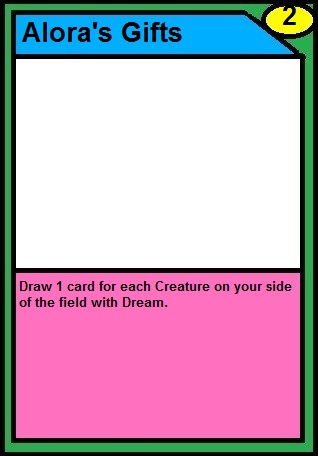 Alora's Gifts
2
Draw 1 card for each Creature on your side
of the field with Dream.